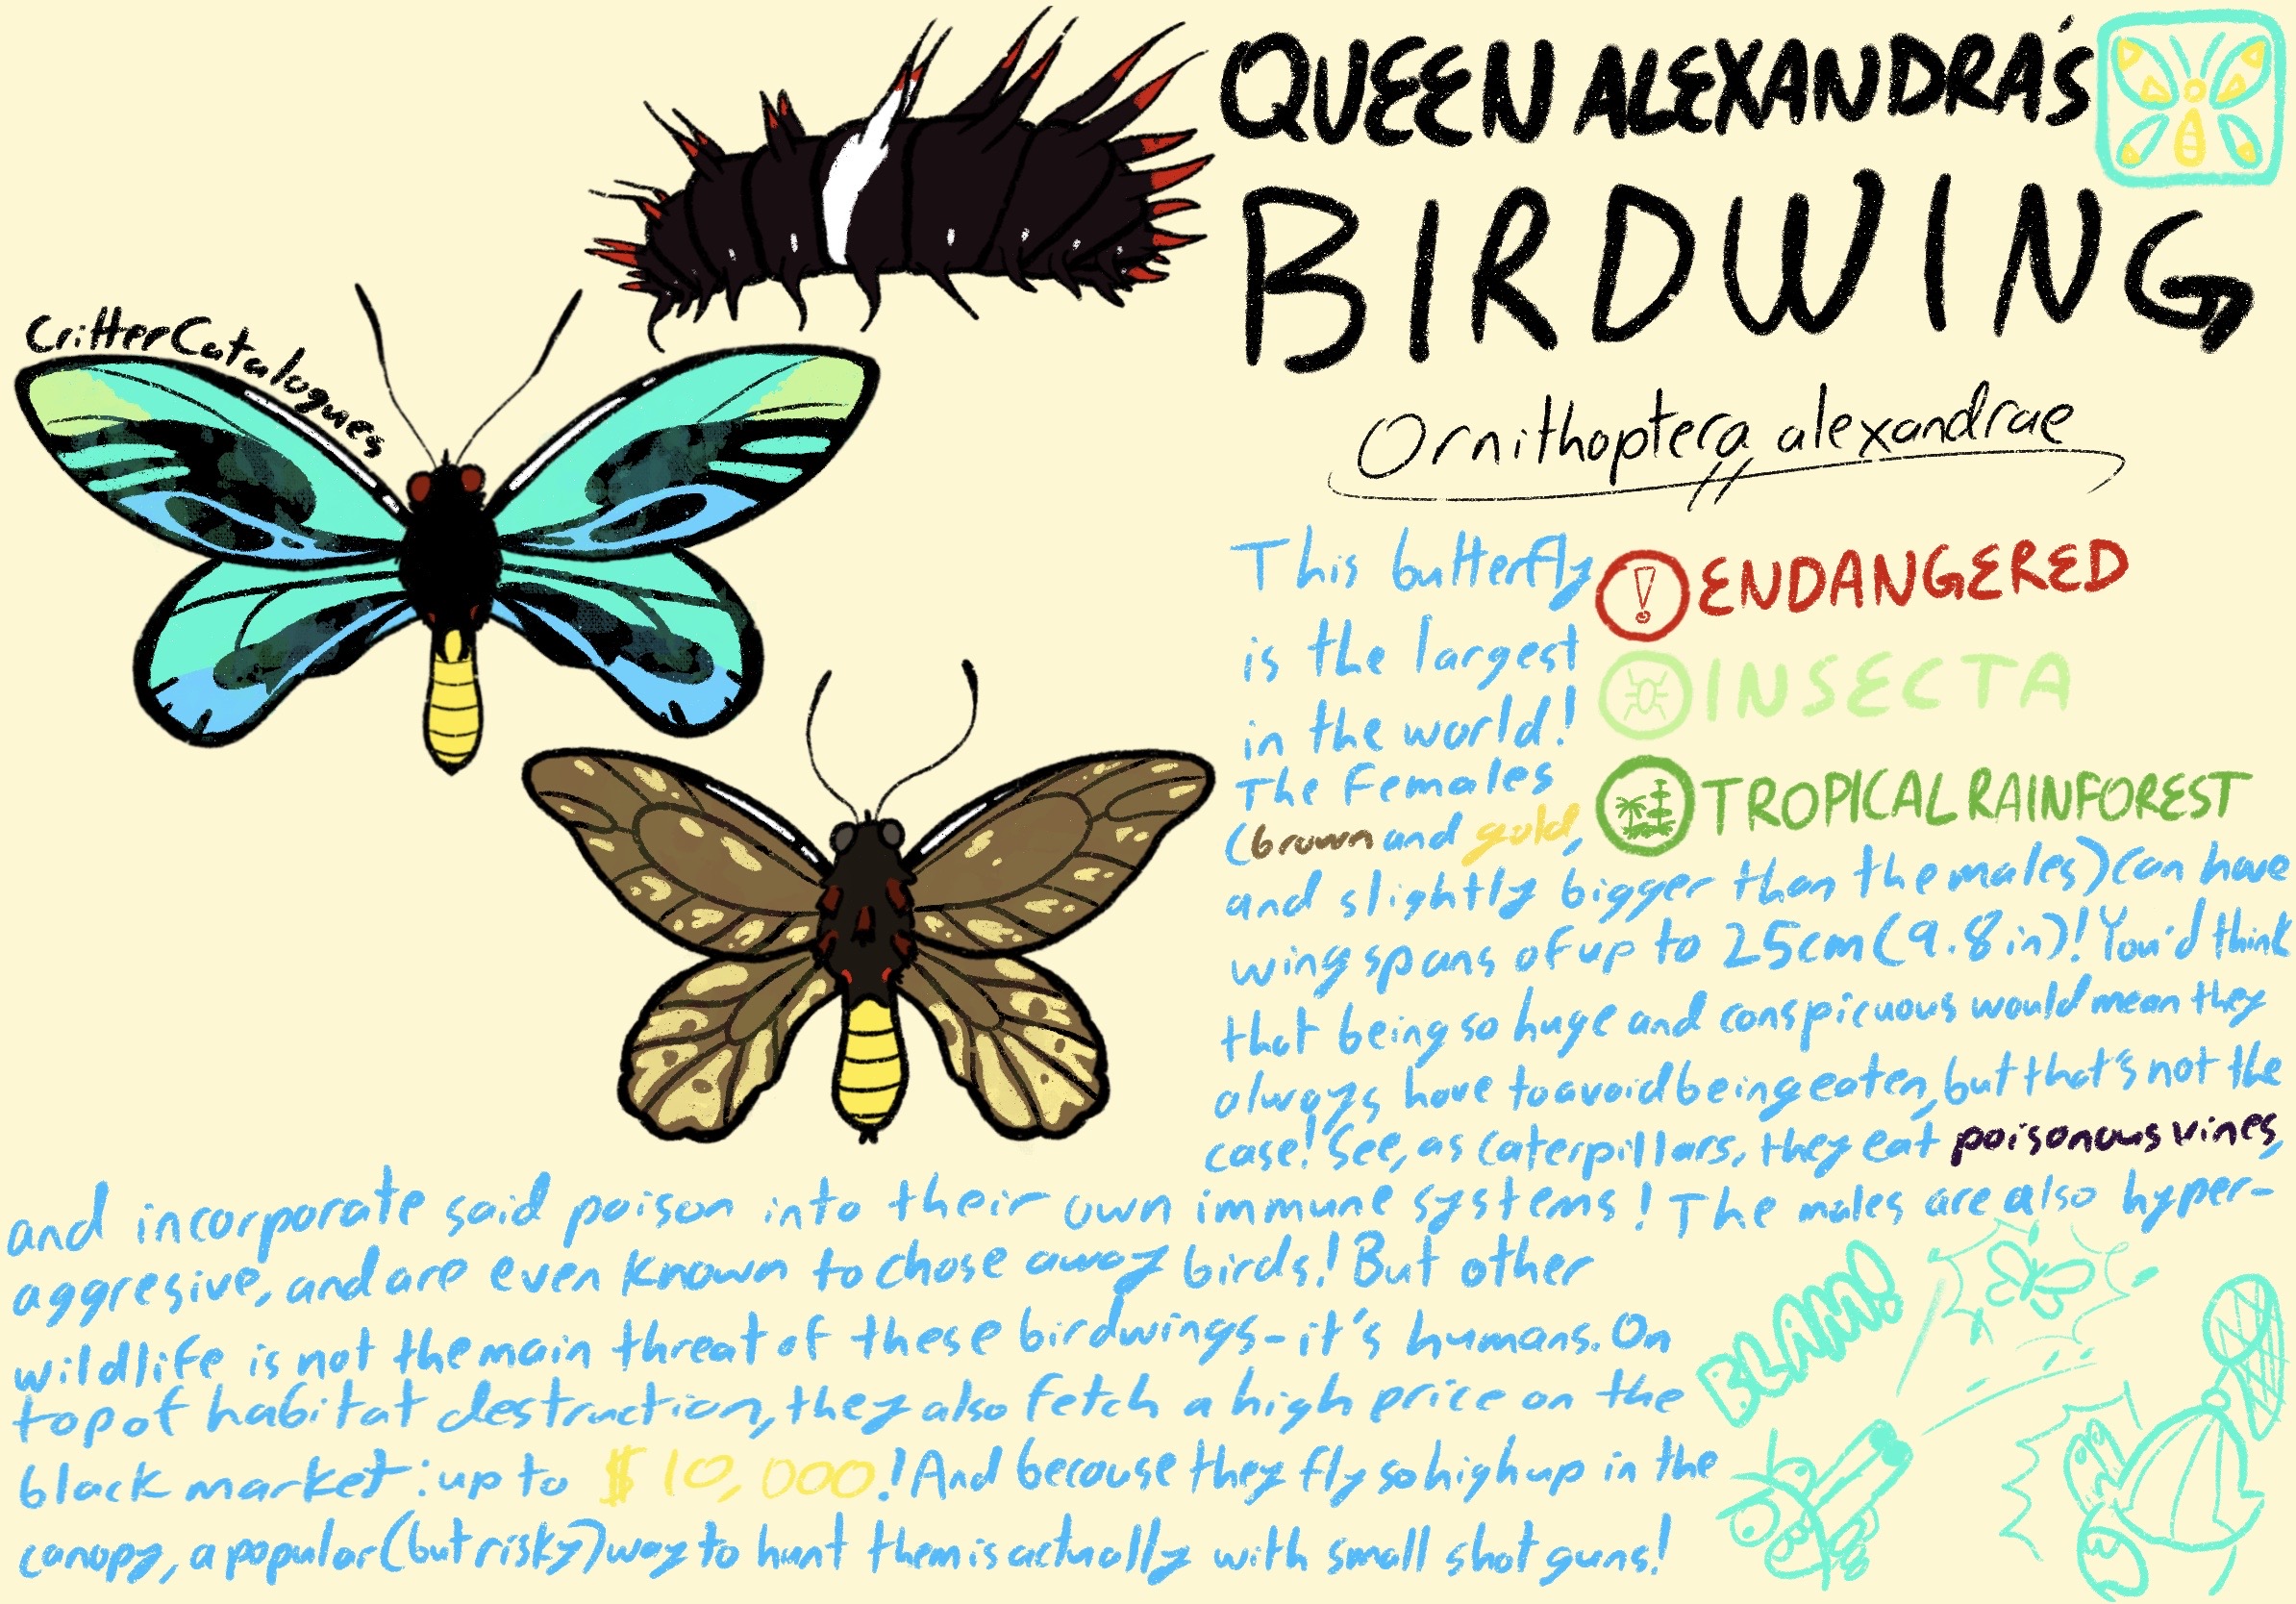 QUEEN ALEXANDRA'S
BIRDWING
Ornithoptera alexandrae
CritterCatalogues
This butterfly
is the largest
in the world!
The females
(brown and gold,
ENDANGERED
INSECTA
TROPICAL RAINFOREST
and slightly bigger than the males) can have
wingspans of up to 25cm (9.8in)! You'd think
that being so huge and conspicuous would mean they
always have to avoid being eaten, but that's not the
case! See, as caterpillars, they eat poisonous vines,
and incorporate said poison into their own immune systems! The males are also hyper-
aggresive, and are even known to chase away birds! But other
wildlife is not the main threat of these birdwings-it's humans. On
top of habitat destruction, they also fetch a high price on the
black market: up to $10,000! And because they fly so high up in the
canopy, a popular (but risky) way to hunt them is actually with small shot guns!
BLAM!